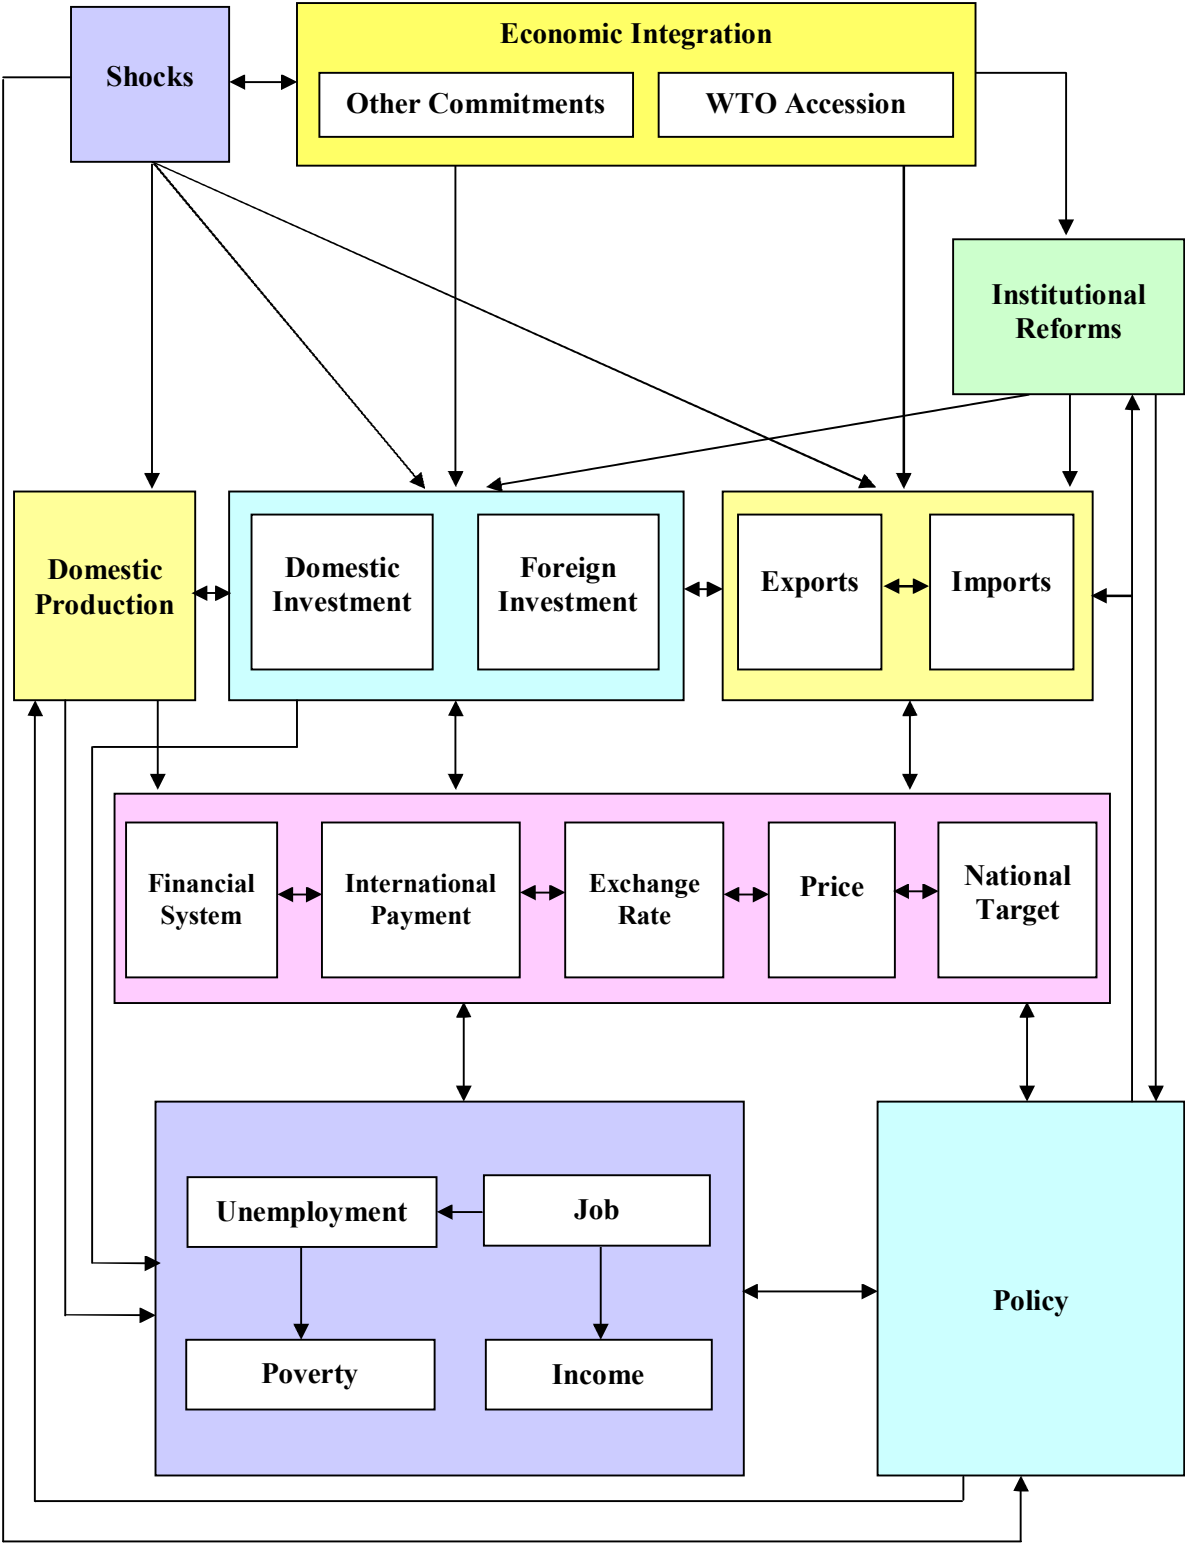 Shocks
Economic Integration
Other Commitments
WTO Accession
Institutional
Reforms
Domestic
Production
Domestic
Investment
Foreign
Investment
Exports
Imports
Financial
System
International
Payment
Exchange
Rate
Price
National
Target
Unemployment
Job
Poverty
Income
Policy